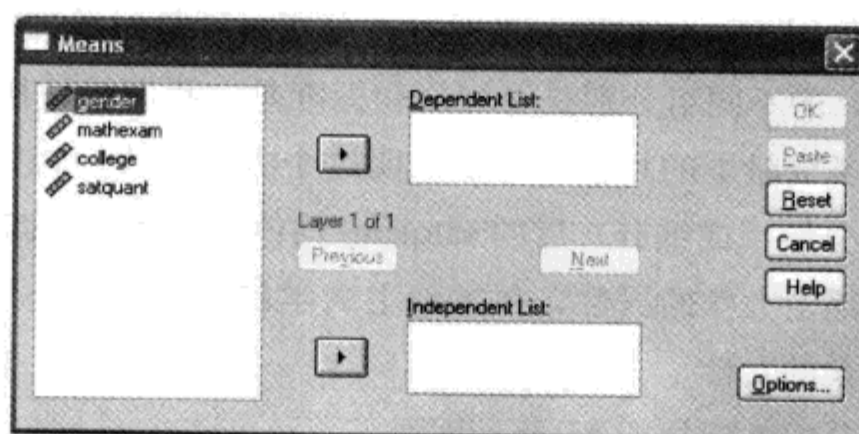 Means
gender
mathexam
college
satquant
Dependent List:
Layer 1 of 1
Previous
Next
Independent List:
OK
Paste
Reset
Cancel
Help
Options...